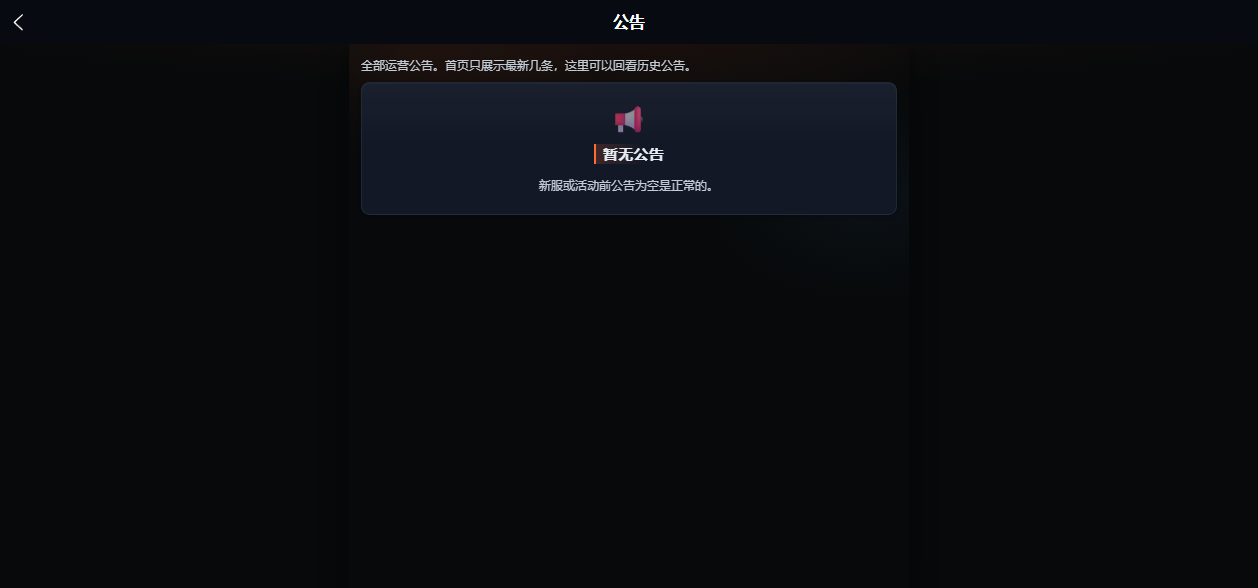 公告
全部运营公告。首页只展示最新几条，这里可以回看历史公告。
暂无公告
新服或活动前公告为空是正常的。